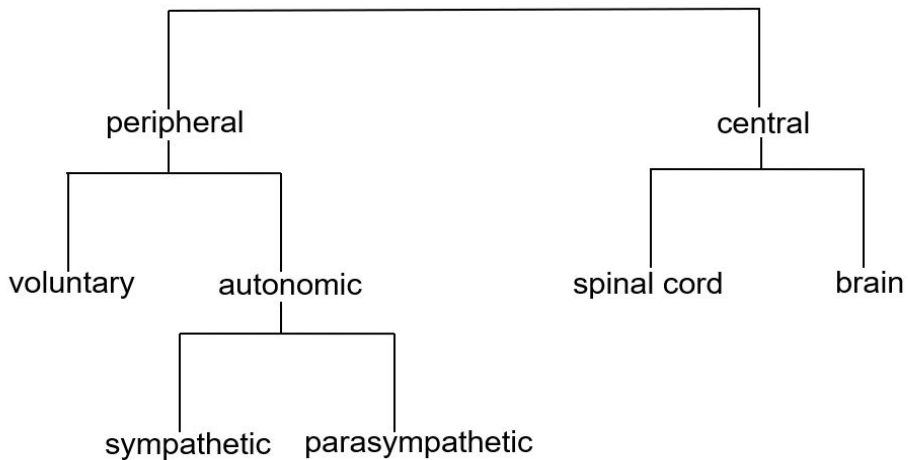 peripheral
central
voluntary
autonomic
spinal cord
brain
sympathetic
parasympathetic